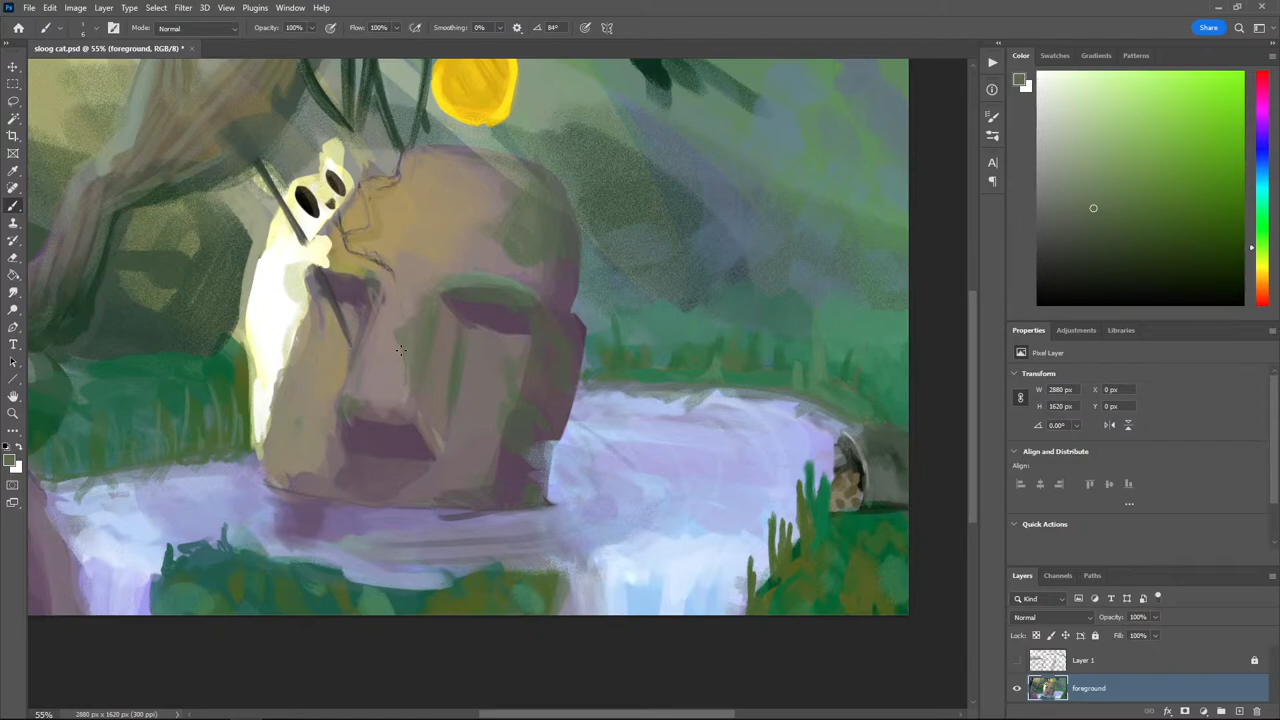 Ps File Edit Image Layer Type Select Filter 3D View Plugins Window Help
6 Mode: Normal Opacity: 100% Flow: 100% Smoothing: 0% 84° Share
sloog cat.psd @ 55% (foreground, RGB/8) * ×
Color Swatches Gradients Patterns
Properties Adjustments Libraries
Pixel Layer
Transform
W 2880 px X 0 px
H 1620 px Y 0 px
0.00°
Align and Distribute
Align:
Quick Actions
Layers Channels Paths
Kind
Normal Opacity: 100%
Lock: Fill: 100%
Layer 1
foreground
55% 2880 px x 1620 px (300 ppi)